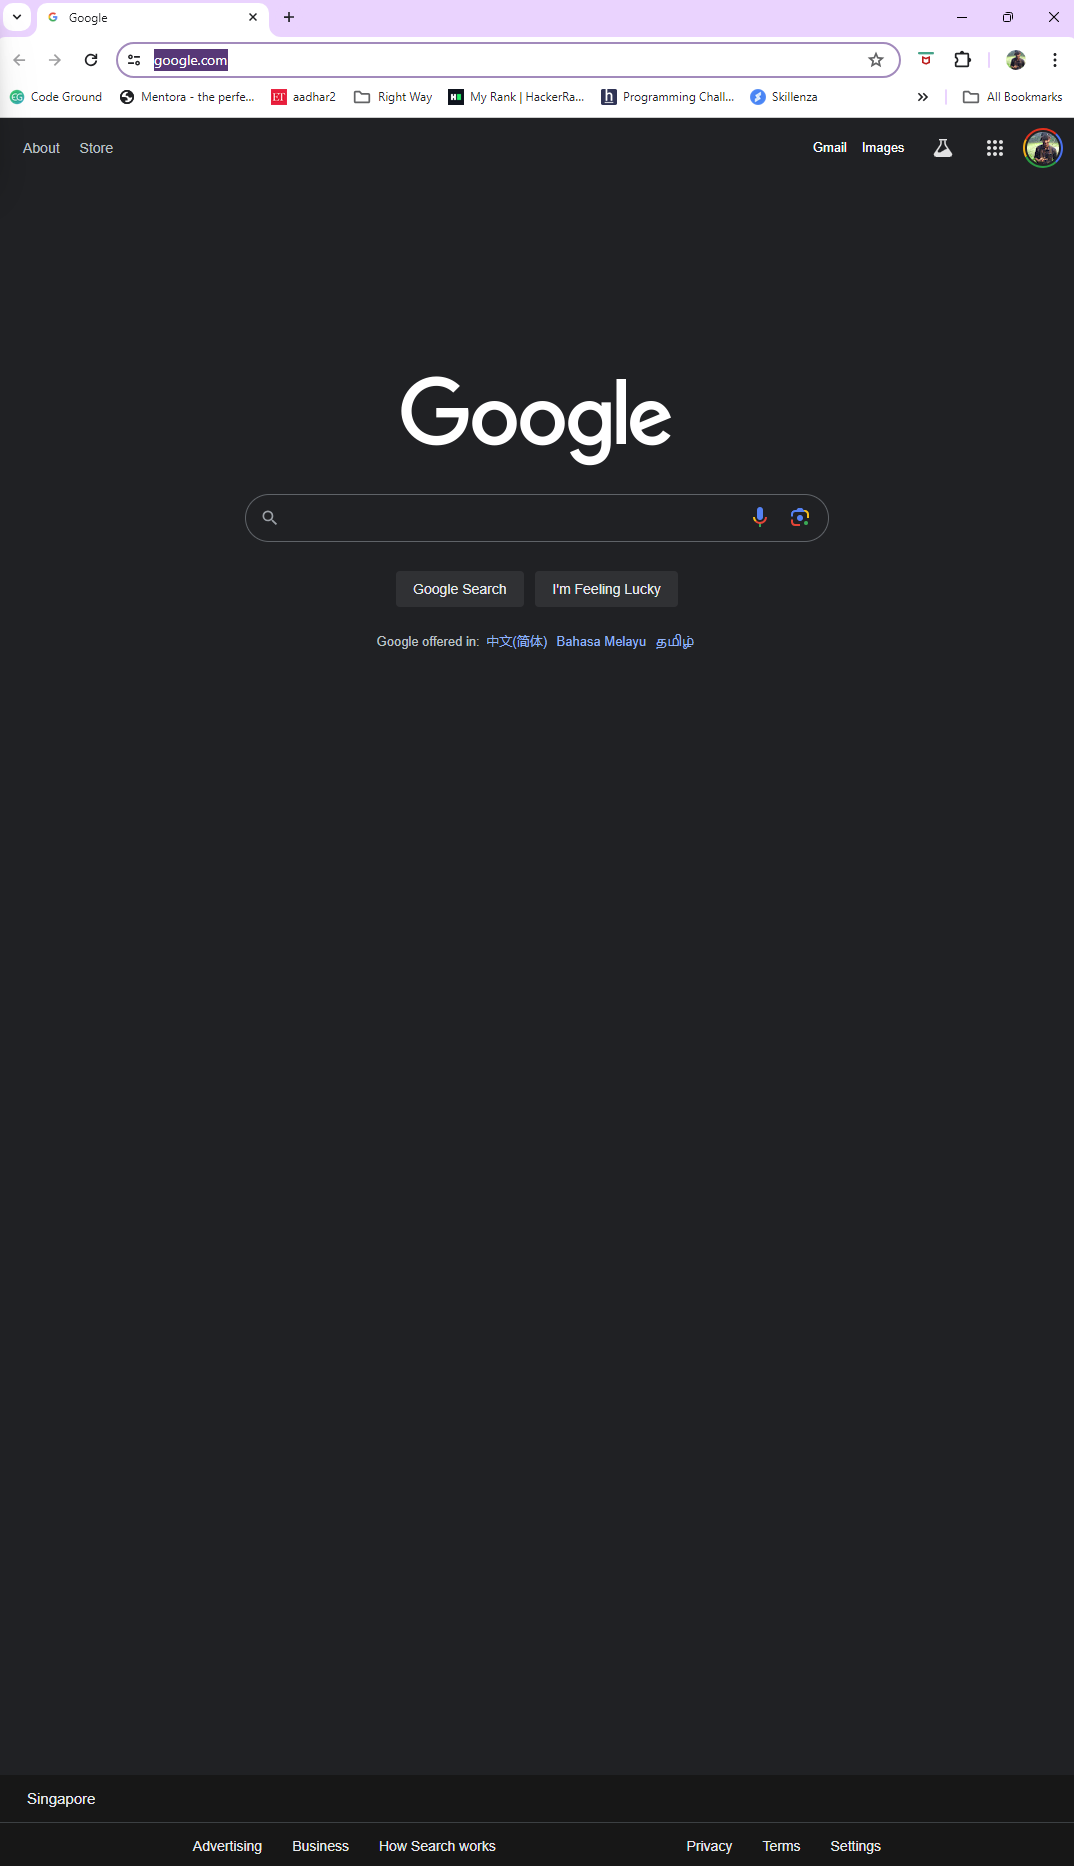 Google
google.com
Code Ground Mentora - the perfe... ET aadhar2 Right Way My Rank | HackerRa... Programming Chall... Skillenza All Bookmarks
About Store Gmail Images
Google
Google Search I'm Feeling Lucky
Google offered in: 中文(简体) Bahasa Melayu தமிழ்
Singapore
Advertising Business How Search works Privacy Terms Settings